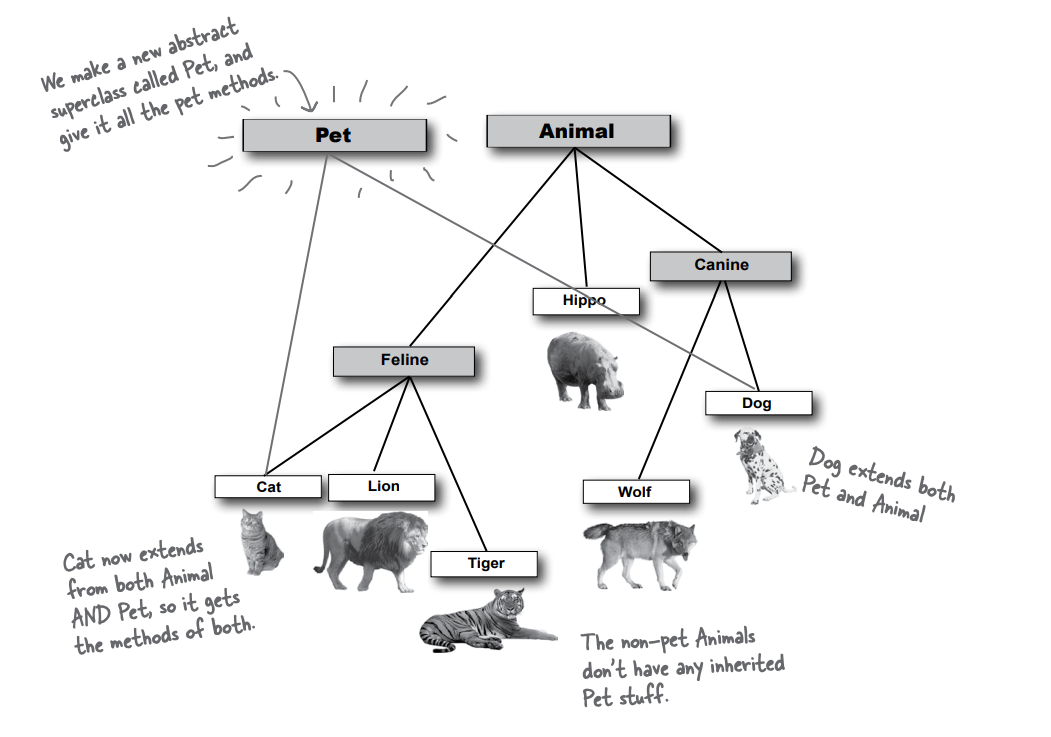 We make a new abstract
superclass called Pet, and
give it all the pet methods.
Pet
Animal
Canine
Hippo
Feline
Dog
Dog extends both
Pet and Animal
Cat
Lion
Wolf
Tiger
Cat now extends
from both Animal
AND Pet, so it gets
the methods of both.
The non-pet Animals
don't have any inherited
Pet stuff.